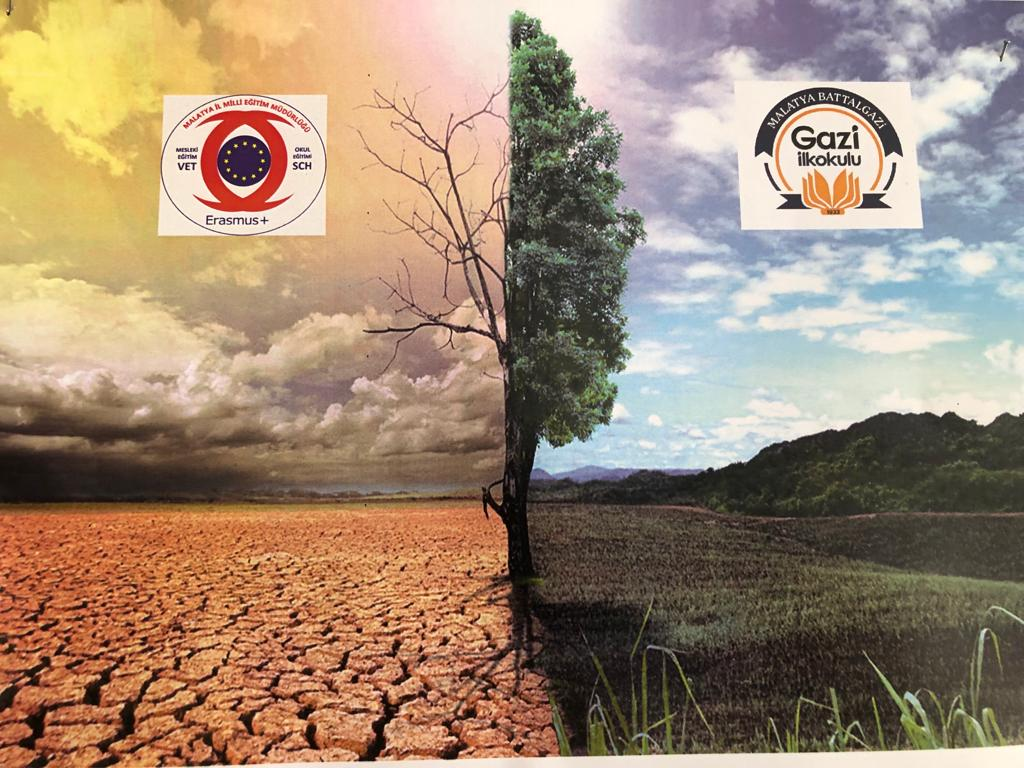 MALATYA İL MİLLİ EĞİTİM MÜDÜRLÜĞÜ
MESLEKİ
EĞİTİM
VET
OKUL
EĞİTİMİ
SCH
Erasmus+
MALATYA BATTALGAZİ
Gazi
ilkokulu
1933